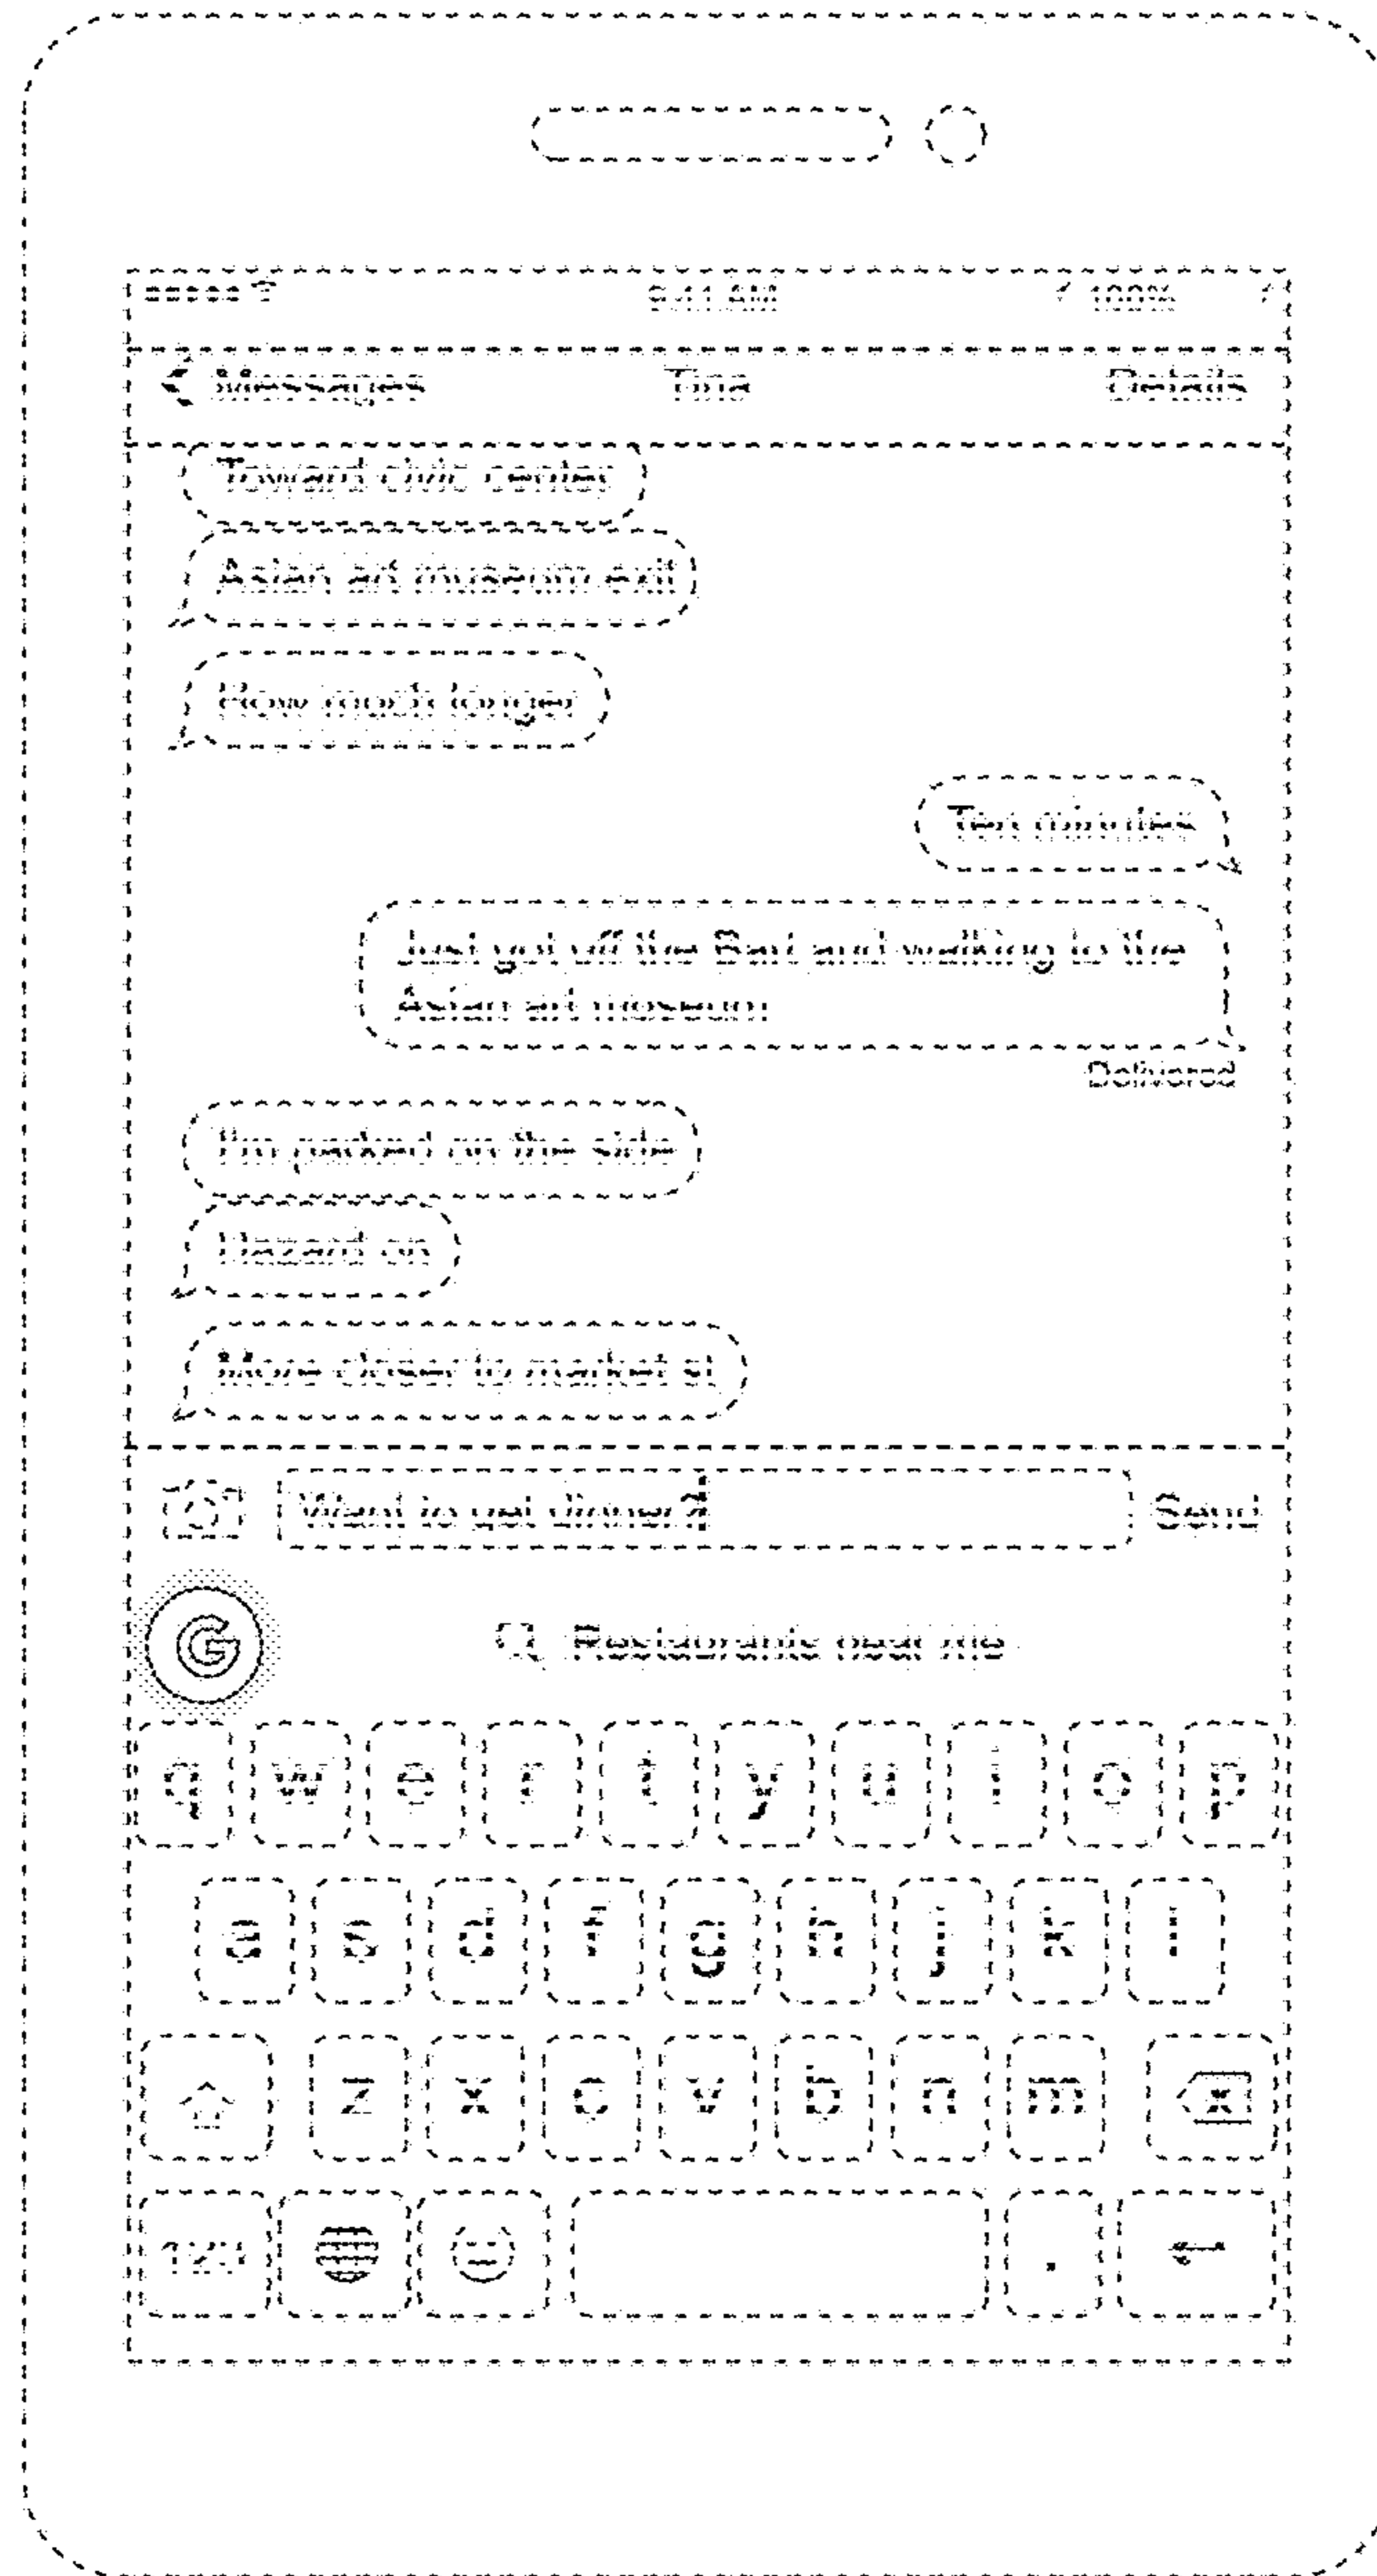 9:41 AM 100%
Messages Tina Details
Toward civic center
Asian art museum exit
How much longer
Ten minutes
Just got off the Bart and walking to the
Asian art museum
Delivered
I'm parked on the side
Hazard on
More closer to market st
Want to get dinner? Send
G Restaurants near me
q w e r t y u i o p
a s d f g h j k l
z x c v b n m x
123 .